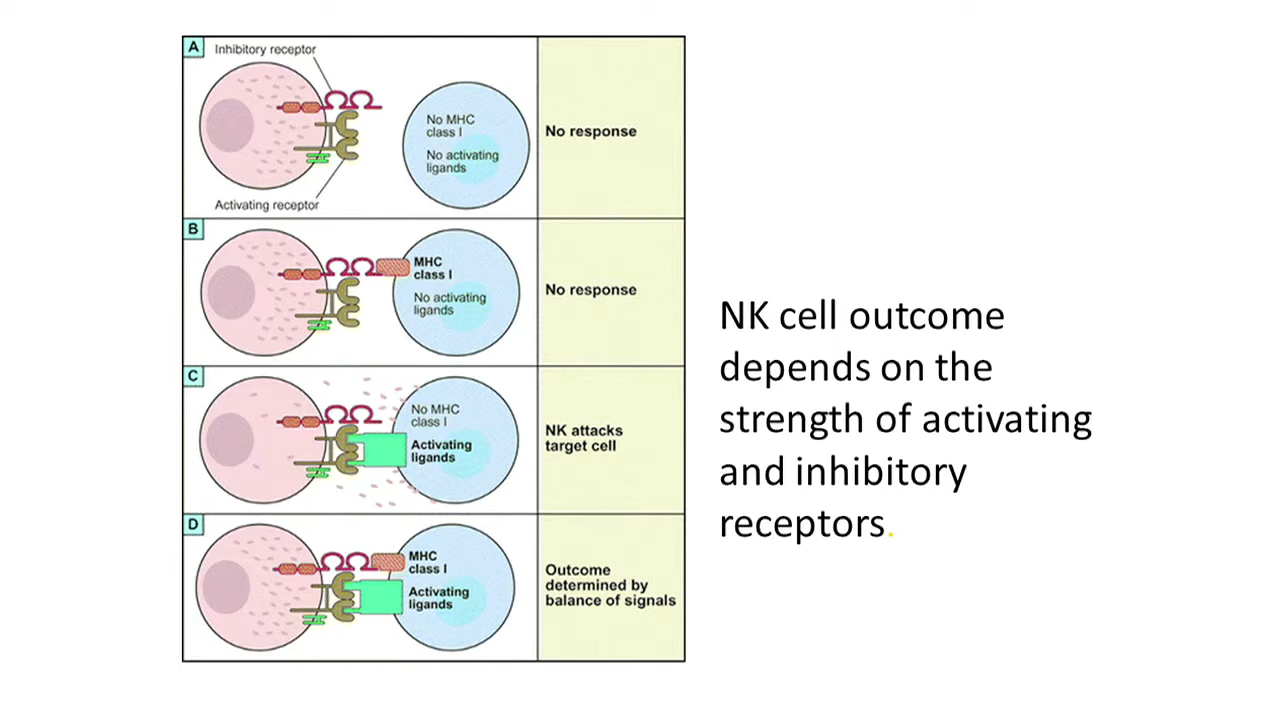 A
Inhibitory receptor
No MHC
class I
No activating
ligands
Activating receptor
No response
B
MHC
class I
No activating
ligands
No response
C
No MHC
class I
Activating
ligands
NK attacks
target cell
D
MHC
class I
Activating
ligands
Outcome
determined by
balance of signals
NK cell outcome
depends on the
strength of activating
and inhibitory
receptors.